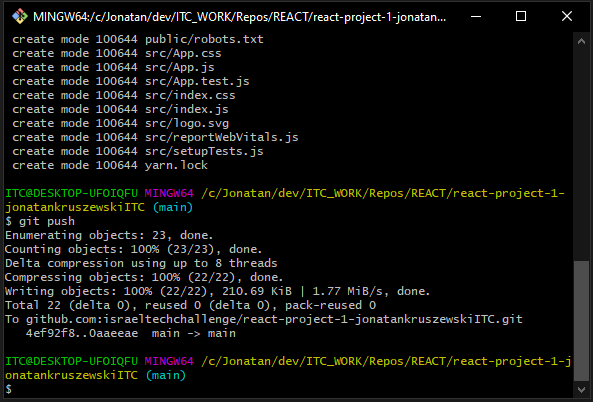 MINGW64:/c/Jonatan/dev/ITC_WORK/Repos/REACT/react-project-1-jonatan...
create mode 100644 public/robots.txt
create mode 100644 src/App.css
create mode 100644 src/App.js
create mode 100644 src/App.test.js
create mode 100644 src/index.css
create mode 100644 src/index.js
create mode 100644 src/logo.svg
create mode 100644 src/reportWebVitals.js
create mode 100644 src/setupTests.js
create mode 100644 yarn.lock
ITC@DESKTOP-UFOIQFU MINGW64 /c/Jonatan/dev/ITC_WORK/Repos/REACT/react-project-1-
jonatankruszewskiITC (main)
$ git push
Enumerating objects: 23, done.
Counting objects: 100% (23/23), done.
Delta compression using up to 8 threads
Compressing objects: 100% (22/22), done.
Writing objects: 100% (22/22), 210.69 KiB | 1.77 MiB/s, done.
Total 22 (delta 0), reused 0 (delta 0), pack-reused 0
To github.com:israeltechchallenge/react-project-1-jonatankruszewskiITC.git
4ef92f8..0aaeeae  main -> main
ITC@DESKTOP-UFOIQFU MINGW64 /c/Jonatan/dev/ITC_WORK/Repos/REACT/react-project-1-j
onatankruszewskiITC (main)
$